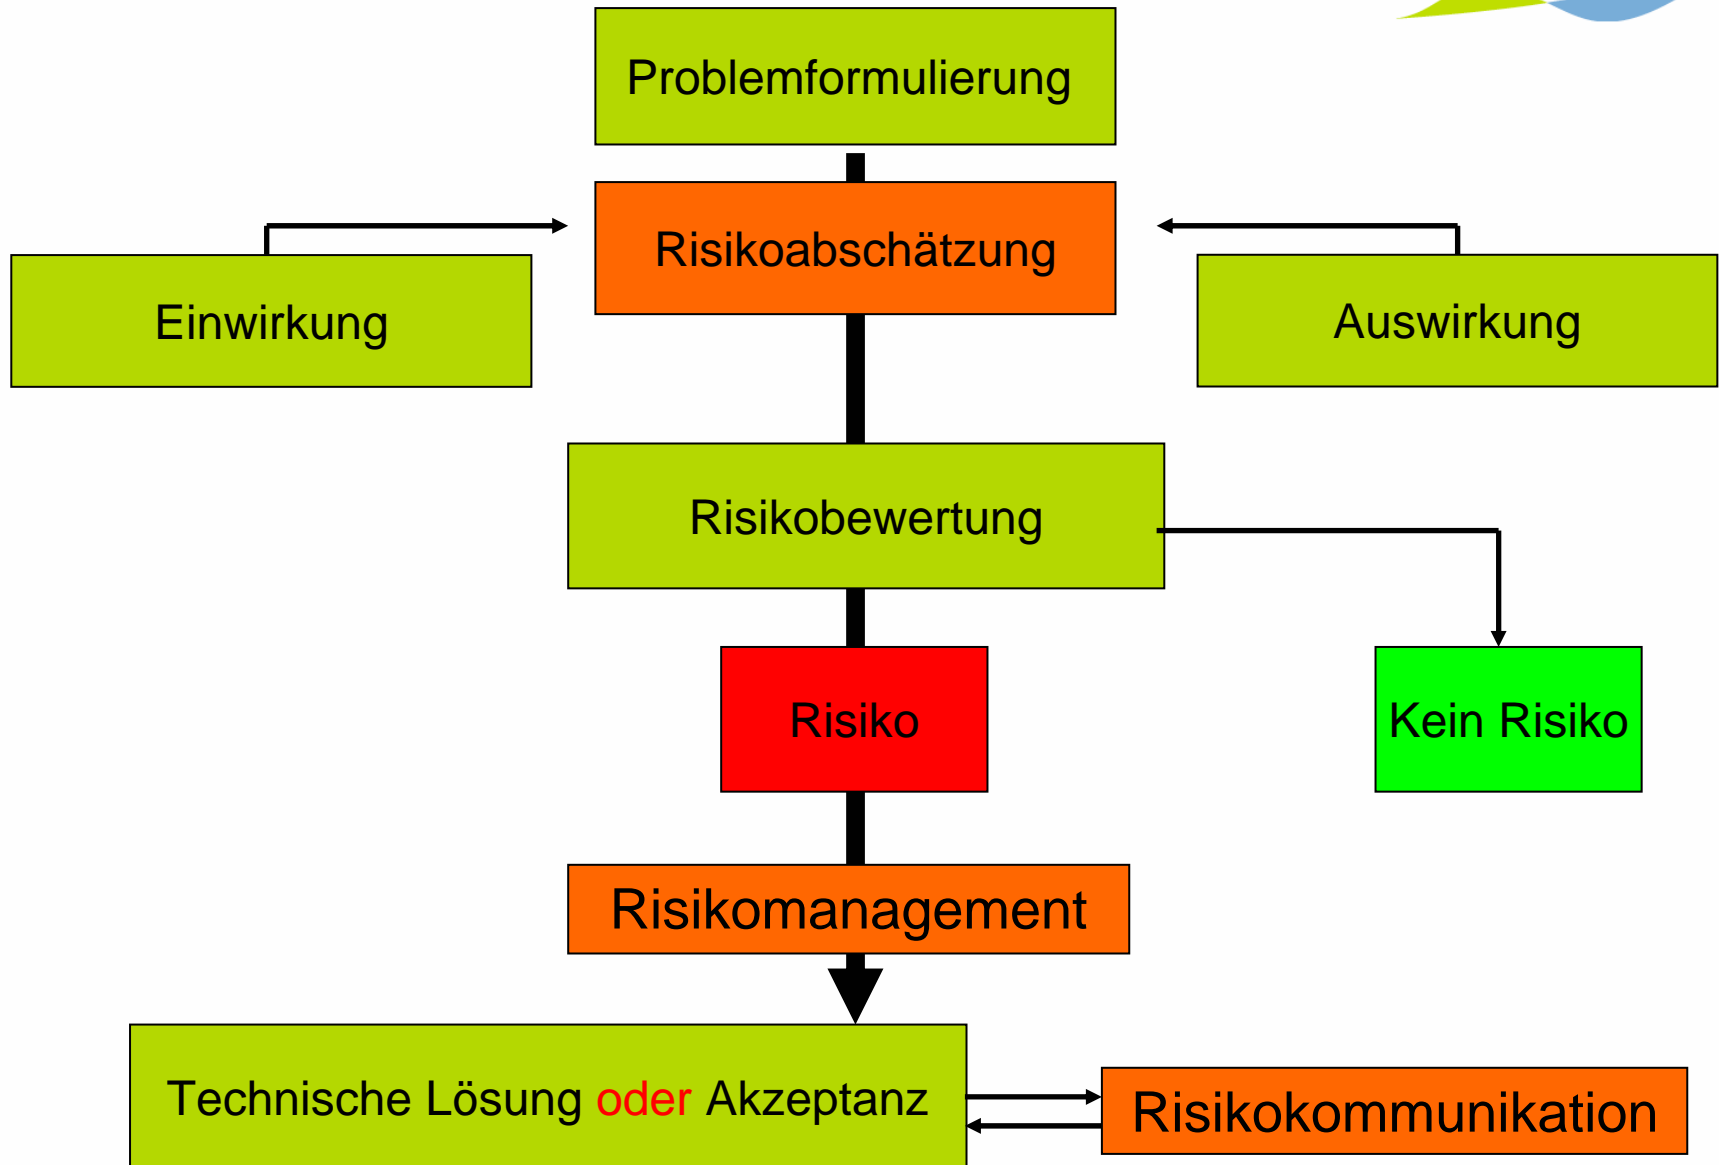 Problemformulierung
Risikoabschätzung
Einwirkung
Auswirkung
Risikobewertung
Risiko
Kein Risiko
Risikomanagement
Technische Lösung oder Akzeptanz
Risikokommunikation